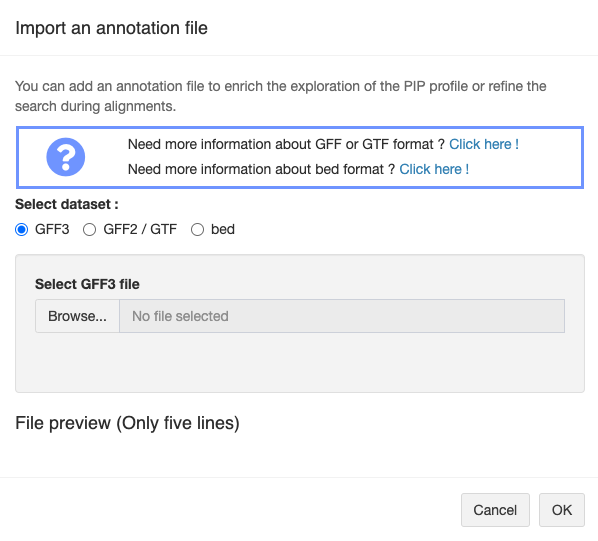 Import an annotation file
You can add an annotation file to enrich the exploration of the PIP profile or refine the
search during alignments.
?
Need more information about GFF or GTF format ? Click here !
Need more information about bed format ? Click here !
Select dataset :
GFF3 GFF2 / GTF bed
Select GFF3 file
Browse... No file selected
File preview (Only five lines)
Cancel OK